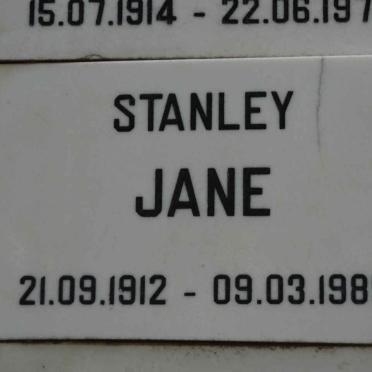 15.07.1914 - 22.06.197
STANLEY
JANE
21.09.1912 - 09.03.198